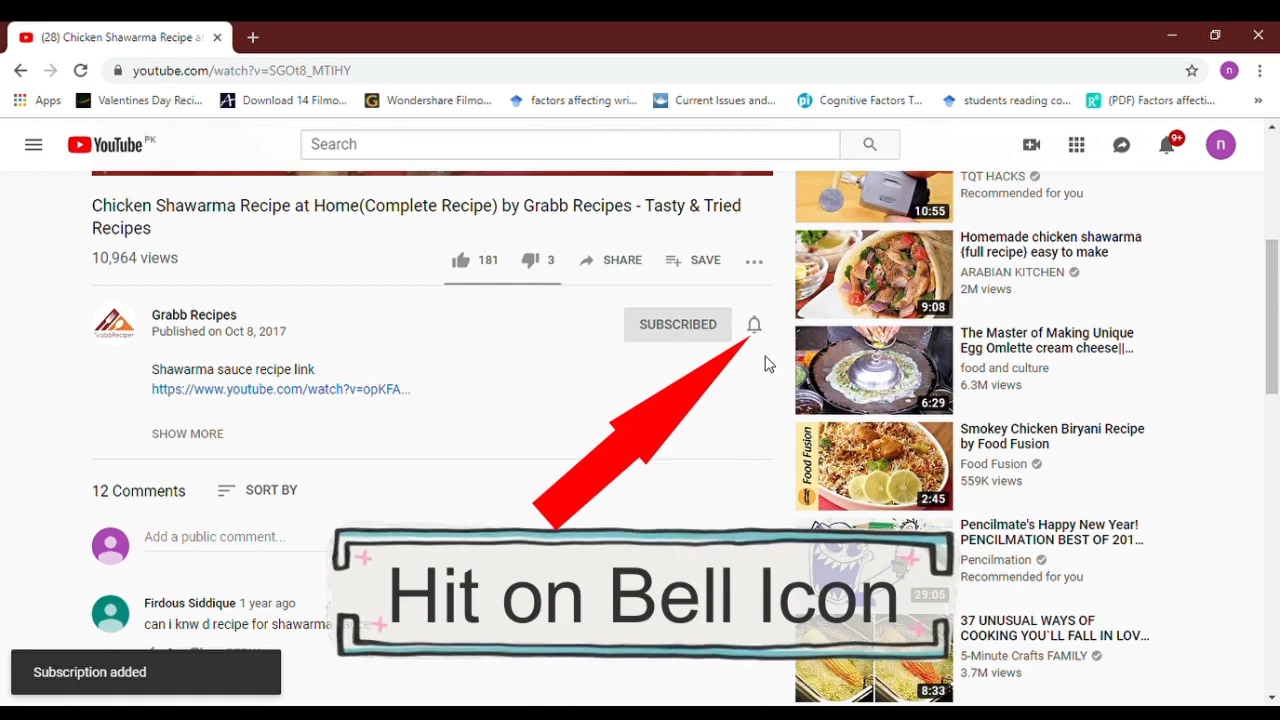 (28) Chicken Shawarma Recipe at
youtube.com/watch?v=SGOt8_MTIHY
n
Apps
Valentines Day Reci...
Download 14 Filmo...
Wondershare Filmo...
factors affecting wri...
Current Issues and...
Cognitive Factors T...
students reading co...
(PDF) Factors affecti...
YouTube PK
Search
9+
n
Chicken Shawarma Recipe at Home(Complete Recipe) by Grabb Recipes - Tasty & Tried
Recipes
10,964 views
181
3
SHARE
SAVE
Grabb Recipes
Published on Oct 8, 2017
SUBSCRIBED
Shawarma sauce recipe link
https://www.youtube.com/watch?v=opKFA...
SHOW MORE
12 Comments
SORT BY
Add a public comment...
Firdous Siddique 1 year ago
can i knw d recipe for shawarma
Subscription added
Hit on Bell Icon
10:55
TQT HACKS
Recommended for you
9:08
Homemade chicken shawarma
{full recipe} easy to make
ARABIAN KITCHEN
2M views
6:29
The Master of Making Unique
Egg Omlette cream cheese||...
food and culture
6.3M views
Food Fusion
2:45
Smokey Chicken Biryani Recipe
by Food Fusion
Food Fusion
559K views
29:05
Pencilmate's Happy New Year!
PENCILMATION BEST OF 201...
Pencilmation
Recommended for you
8:33
37 UNUSUAL WAYS OF
COOKING YOU`LL FALL IN LOV...
5-Minute Crafts FAMILY
3.7M views